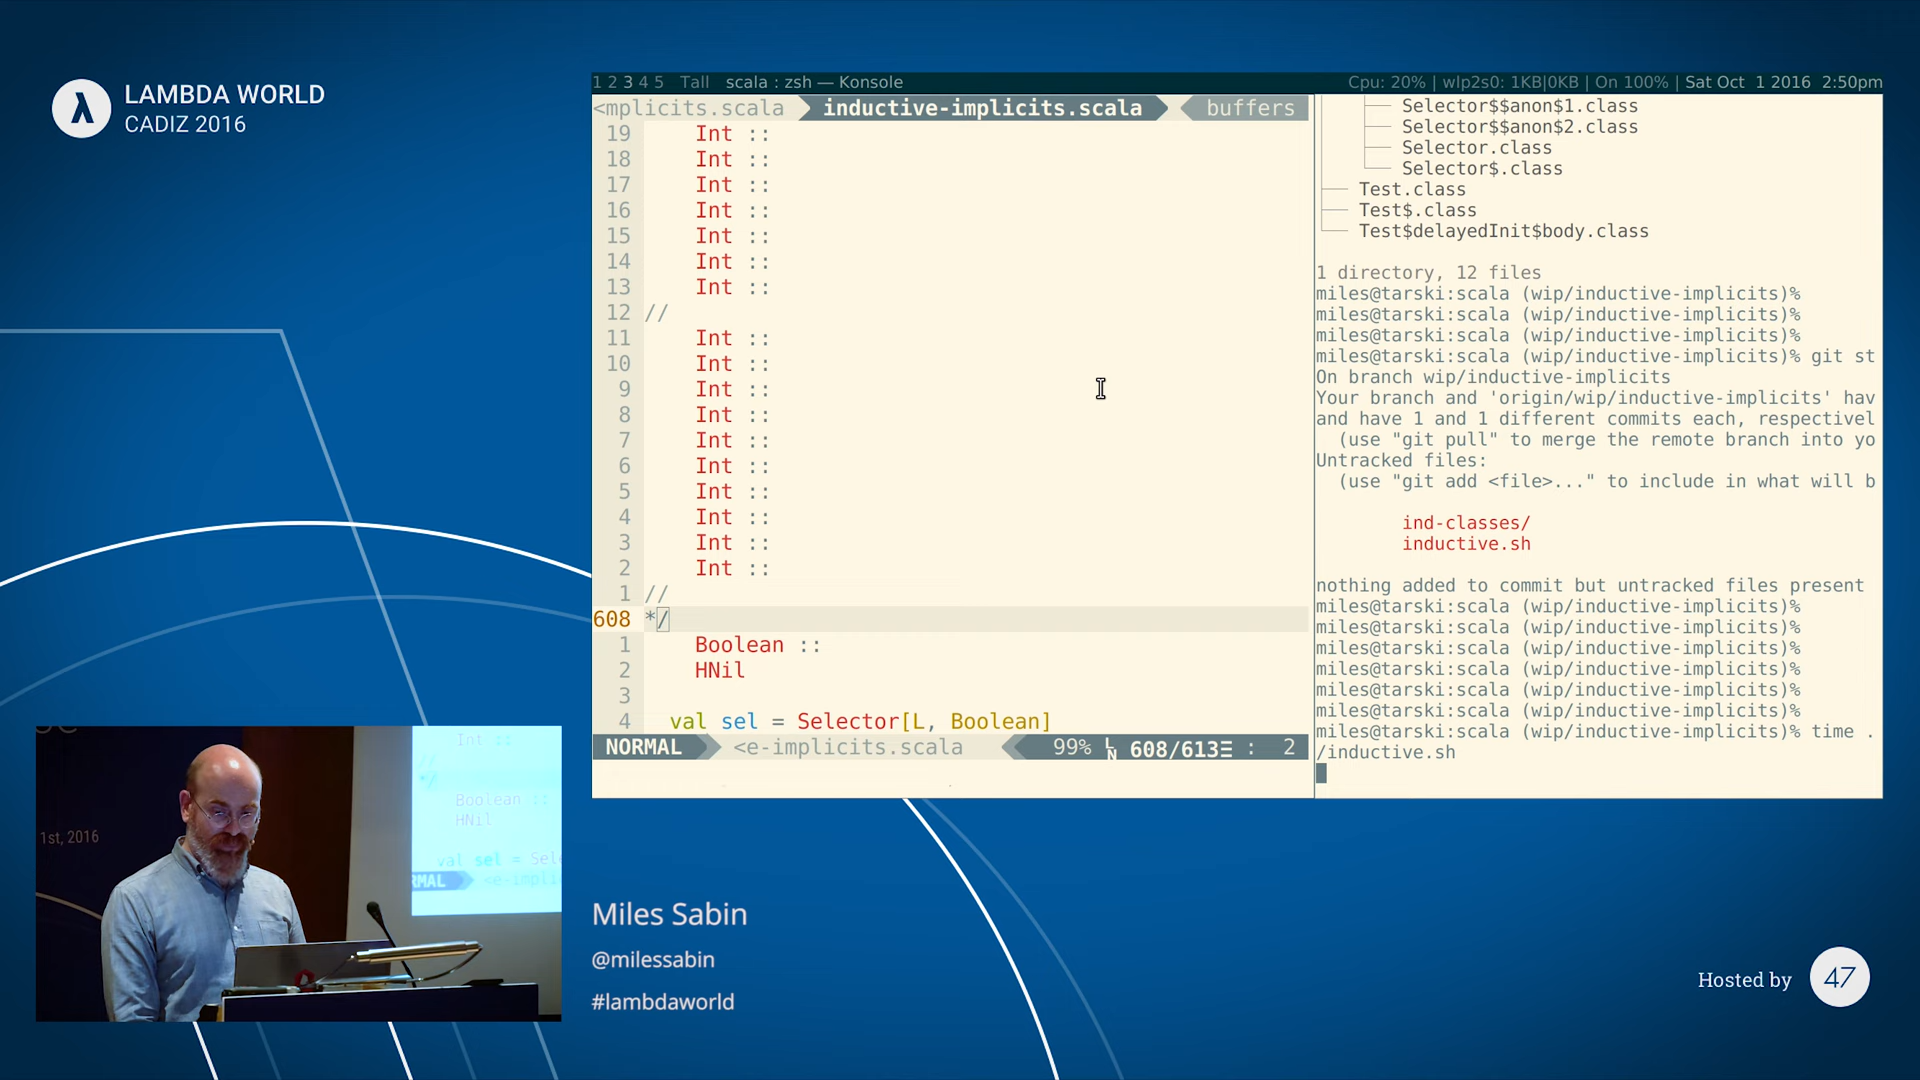 LAMBDA WORLD
CADIZ 2016
1 2 3 4 5 Tall scala : zsh — Konsole
Cpu: 20% | wlp2s0: 1KB|0KB | On 100% | Sat Oct 1 2016 2:50pm
<mplicits.scala inductive-implicits.scala buffers
19 Int ::
18 Int ::
17 Int ::
16 Int ::
15 Int ::
14 Int ::
13 Int ::
12 //
11 Int ::
10 Int ::
9 Int ::
8 Int ::
7 Int ::
6 Int ::
5 Int ::
4 Int ::
3 Int ::
2 Int ::
1 //
608 */
1 Boolean ::
2 HNil
3
4 val sel = Selector[L, Boolean]
NORMAL <e-implicits.scala 99% LN 608/613☰ : 2
Selector$$anon$1.class
Selector$$anon$2.class
Selector.class
Selector$.class
Test.class
Test$.class
Test$delayedInit$body.class
1 directory, 12 files
miles@tarski:scala (wip/inductive-implicits)%
miles@tarski:scala (wip/inductive-implicits)%
miles@tarski:scala (wip/inductive-implicits)%
miles@tarski:scala (wip/inductive-implicits)% git st
On branch wip/inductive-implicits
Your branch and 'origin/wip/inductive-implicits' hav
and have 1 and 1 different commits each, respectivel
(use "git pull" to merge the remote branch into yo
Untracked files:
(use "git add <file>..." to include in what will b
ind-classes/
inductive.sh
nothing added to commit but untracked files present
miles@tarski:scala (wip/inductive-implicits)%
miles@tarski:scala (wip/inductive-implicits)%
miles@tarski:scala (wip/inductive-implicits)%
miles@tarski:scala (wip/inductive-implicits)%
miles@tarski:scala (wip/inductive-implicits)%
miles@tarski:scala (wip/inductive-implicits)%
miles@tarski:scala (wip/inductive-implicits)% time .
/inductive.sh
1st, 2016
Int ::
//
*/
Boolean ::
HNil
val sel = Sele
RMAL <e-impli
Miles Sabin
@milessabin
#lambdaworld
Hosted by 47